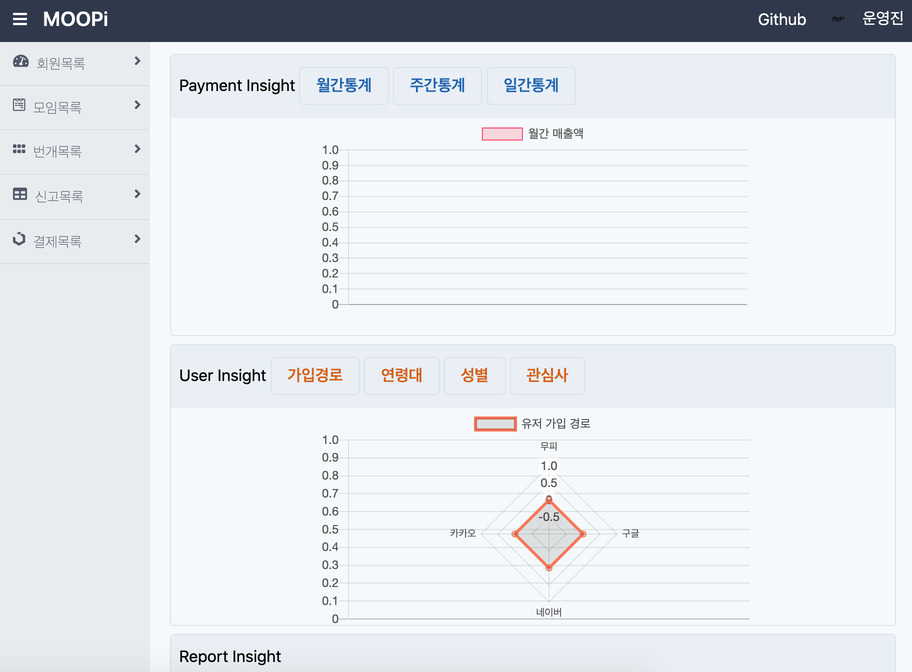 MOOPi
Github
운영진
회원목록
모임목록
번개목록
신고목록
결제목록
Payment Insight
월간통계
주간통계
일간통계
월간 매출액
1.0
0.9
0.8
0.7
0.6
0.5
0.4
0.3
0.2
0.1
0
User Insight
가입경로
연령대
성별
관심사
유저 가입 경로
1.0
0.9
0.8
0.7
0.6
0.5
0.4
0.3
0.2
0.1
0
무피
1.0
0.5
-0.5
카카오
구글
네이버
Report Insight